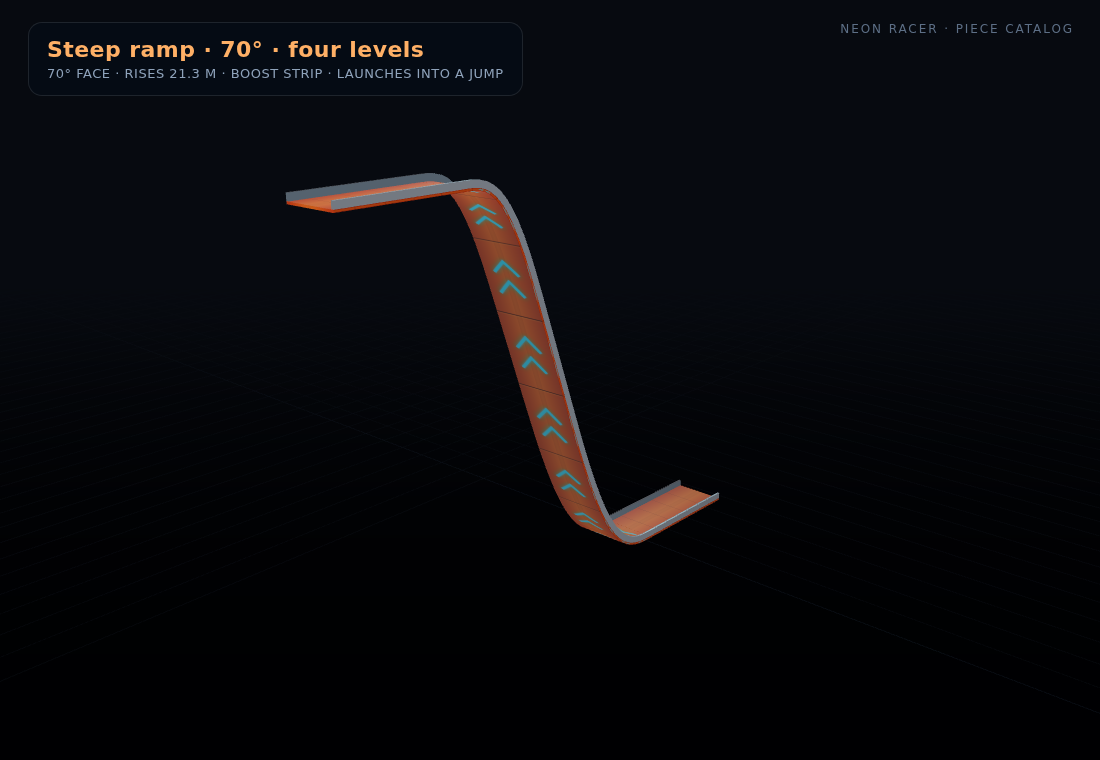 Steep ramp · 70° · four levels
70° FACE · RISES 21.3 M · BOOST STRIP · LAUNCHES INTO A JUMP
NEON RACER · PIECE CATALOG